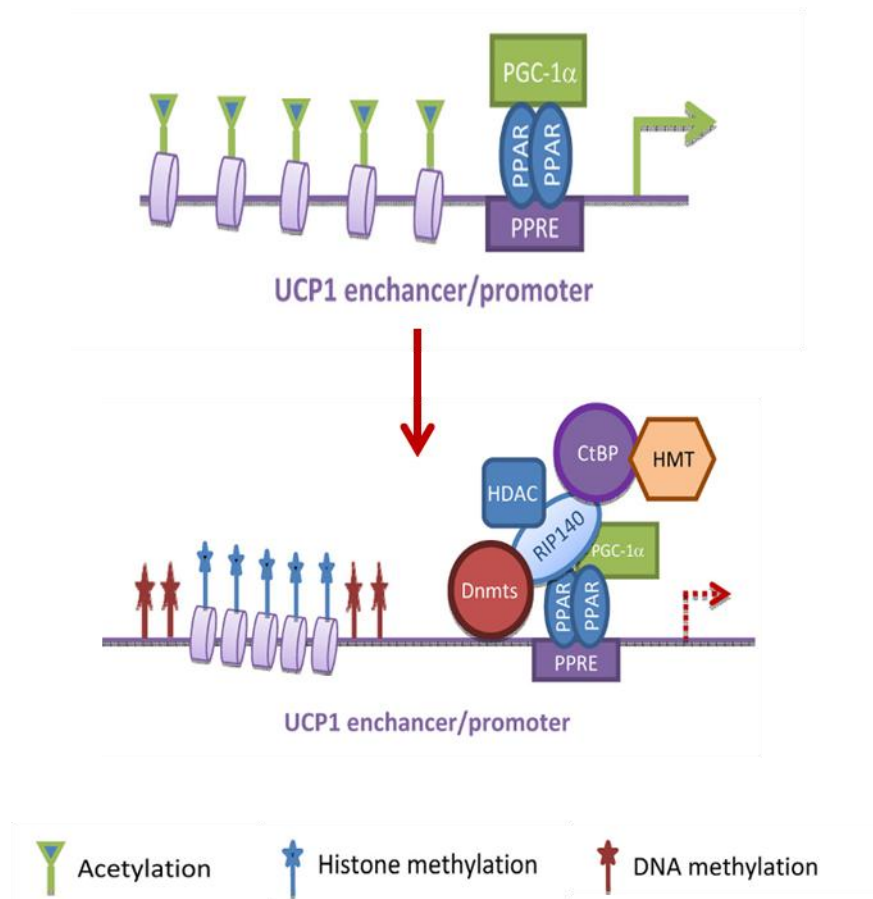 PGC-1α
PPAR
PPAR
PPRE
UCP1 enchancer/promoter
CtBP
HMT
HDAC
RIP140
PGC-1α
Dnmts
PPAR
PPAR
PPRE
UCP1 enchancer/promoter
Acetylation
Histone methylation
DNA methylation